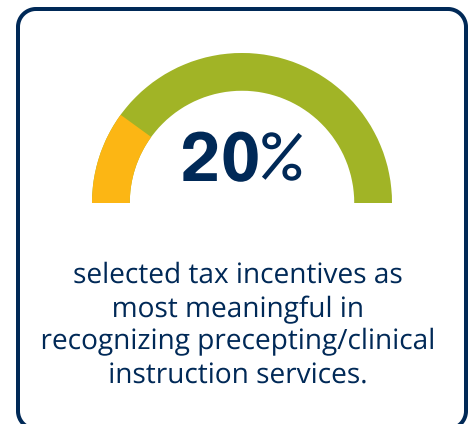 20%
selected tax incentives as
most meaningful in
recognizing precepting/clinical
instruction services.